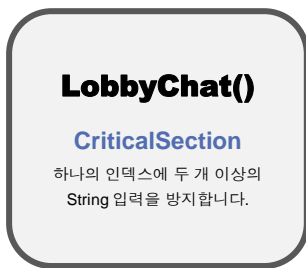 LobbyChat()
CriticalSection
하나의 인덱스에 두 개 이상의
String 입력을 방지합니다.